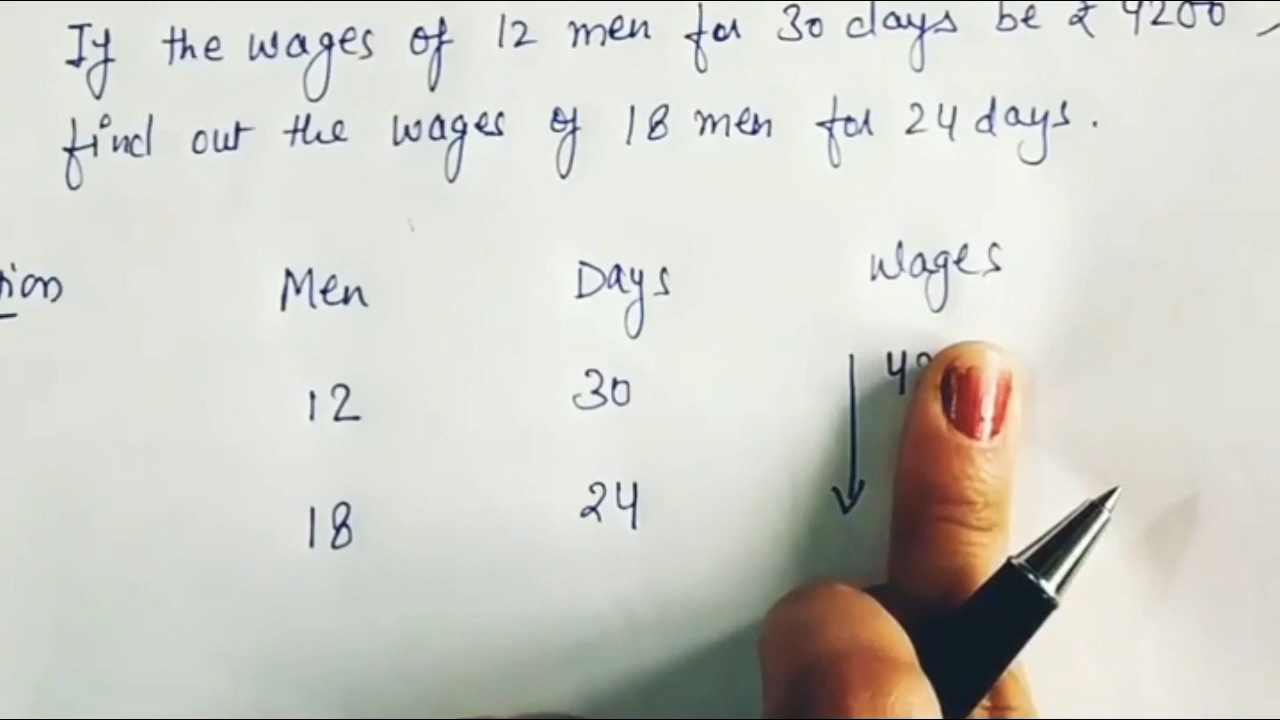 If the wages of 12 men for 30 days be ₹ 4200,
find out the wages of 18 men for 24 days.
Men Days Wages
12 30
18 24